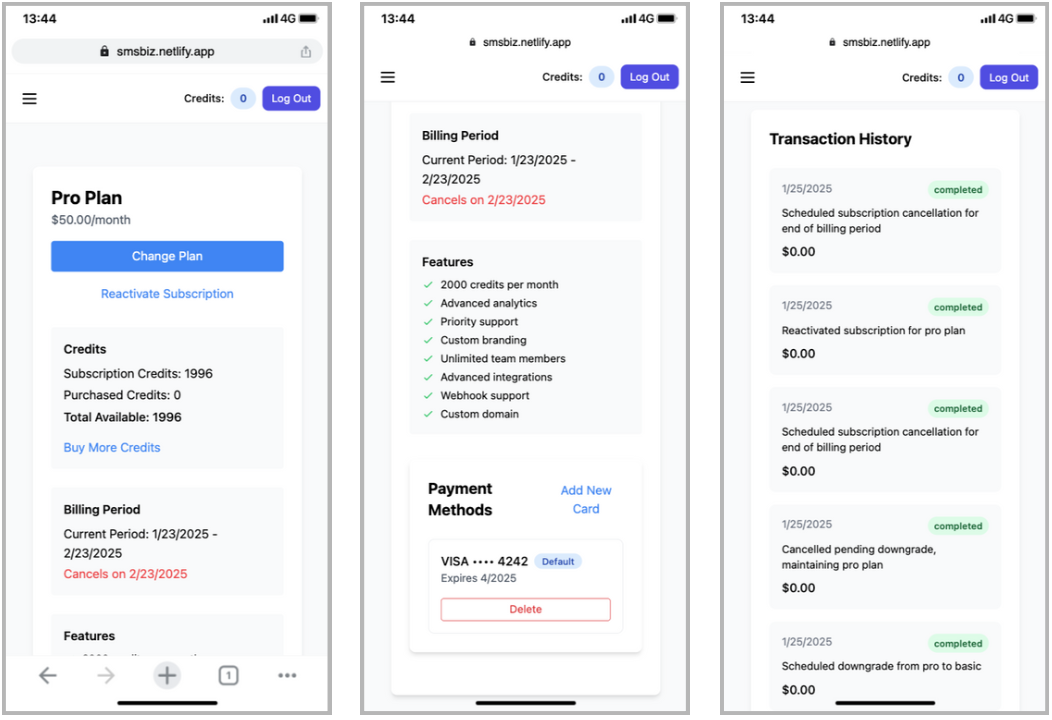 13:44
4G
smsbiz.netlify.app
Credits: 0 Log Out
Pro Plan
$50.00/month
Change Plan
Reactivate Subscription
Credits
Subscription Credits: 1996
Purchased Credits: 0
Total Available: 1996
Buy More Credits
Billing Period
Current Period: 1/23/2025 -
2/23/2025
Cancels on 2/23/2025
Features
1
13:44
4G
smsbiz.netlify.app
Credits: 0 Log Out
Billing Period
Current Period: 1/23/2025 -
2/23/2025
Cancels on 2/23/2025
Features
2000 credits per month
Advanced analytics
Priority support
Custom branding
Unlimited team members
Advanced integrations
Webhook support
Custom domain
Payment
Methods
Add New
Card
VISA •••• 4242 Default
Expires 4/2025
Delete
13:44
4G
smsbiz.netlify.app
Credits: 0 Log Out
Transaction History
1/25/2025 completed
Scheduled subscription cancellation for
end of billing period
$0.00
1/25/2025 completed
Reactivated subscription for pro plan
$0.00
1/25/2025 completed
Scheduled subscription cancellation for
end of billing period
$0.00
1/25/2025 completed
Cancelled pending downgrade,
maintaining pro plan
$0.00
1/25/2025 completed
Scheduled downgrade from pro to basic
$0.00